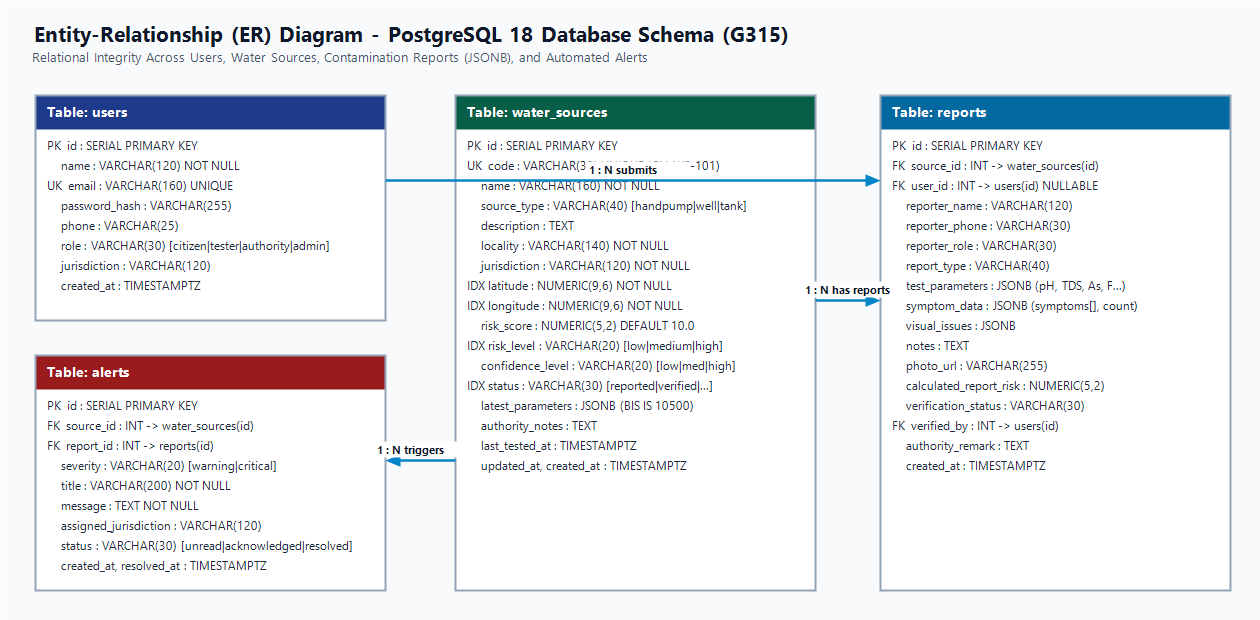 Entity-Relationship (ER) Diagram - PostgreSQL 18 Database Schema (G315)
Relational Integrity Across Users, Water Sources, Contamination Reports (JSONB), and Automated Alerts
Table: users
PK id : SERIAL PRIMARY KEY
name : VARCHAR(120) NOT NULL
UK email : VARCHAR(160) UNIQUE
password_hash : VARCHAR(255)
phone : VARCHAR(25)
role : VARCHAR(30) [citizen|tester|authority|admin]
jurisdiction : VARCHAR(120)
created_at : TIMESTAMPTZ
Table: alerts
PK id : SERIAL PRIMARY KEY
FK source_id : INT -> water_sources(id)
FK report_id : INT -> reports(id)
severity : VARCHAR(20) [warning|critical]
title : VARCHAR(200) NOT NULL
message : TEXT NOT NULL
assigned_jurisdiction : VARCHAR(120)
status : VARCHAR(30) [unread|acknowledged|resolved]
created_at, resolved_at : TIMESTAMPTZ
Table: water_sources
PK id : SERIAL PRIMARY KEY
UK code : VARCHAR(3 -101)
1 : N submits
name : VARCHAR(160) NOT NULL
source_type : VARCHAR(40) [handpump|well|tank]
description : TEXT
locality : VARCHAR(140) NOT NULL
jurisdiction : VARCHAR(120) NOT NULL
IDX latitude : NUMERIC(9,6) NOT NULL
IDX longitude : NUMERIC(9,6) NOT NULL
risk_score : NUMERIC(5,2) DEFAULT 10.0
IDX risk_level : VARCHAR(20) [low|medium|high]
confidence_level : VARCHAR(20) [low|med|high]
IDX status : VARCHAR(30) [reported|verified|...]
latest_parameters : JSONB (BIS IS 10500)
authority_notes : TEXT
last_tested_at : TIMESTAMPTZ
updated_at, created_at : TIMESTAMPTZ
1 : N triggers
1 : N has reports
Table: reports
PK id : SERIAL PRIMARY KEY
FK source_id : INT -> water_sources(id)
FK user_id : INT -> users(id) NULLABLE
reporter_name : VARCHAR(120)
reporter_phone : VARCHAR(30)
reporter_role : VARCHAR(30)
report_type : VARCHAR(40)
test_parameters : JSONB (pH, TDS, As, F...)
symptom_data : JSONB (symptoms[], count)
visual_issues : JSONB
notes : TEXT
photo_url : VARCHAR(255)
calculated_report_risk : NUMERIC(5,2)
verification_status : VARCHAR(30)
FK verified_by : INT -> users(id)
authority_remark : TEXT
created_at : TIMESTAMPTZ